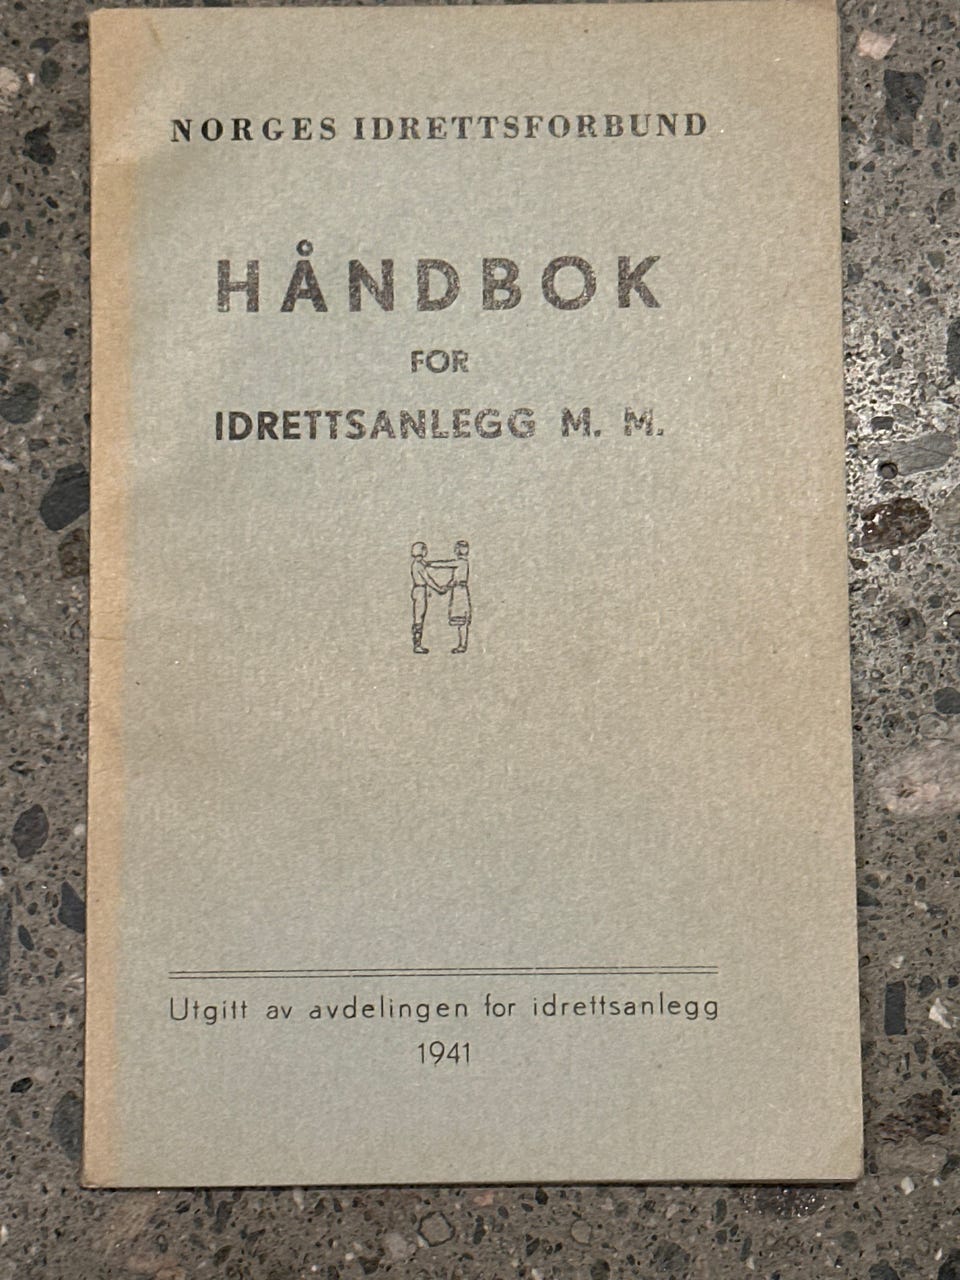 NORGES IDRETTSFORBUND
HÅNDBOK
FOR
IDRETTSANLEGG M. M.
Utgitt av avdelingen for idrettsanlegg
1941